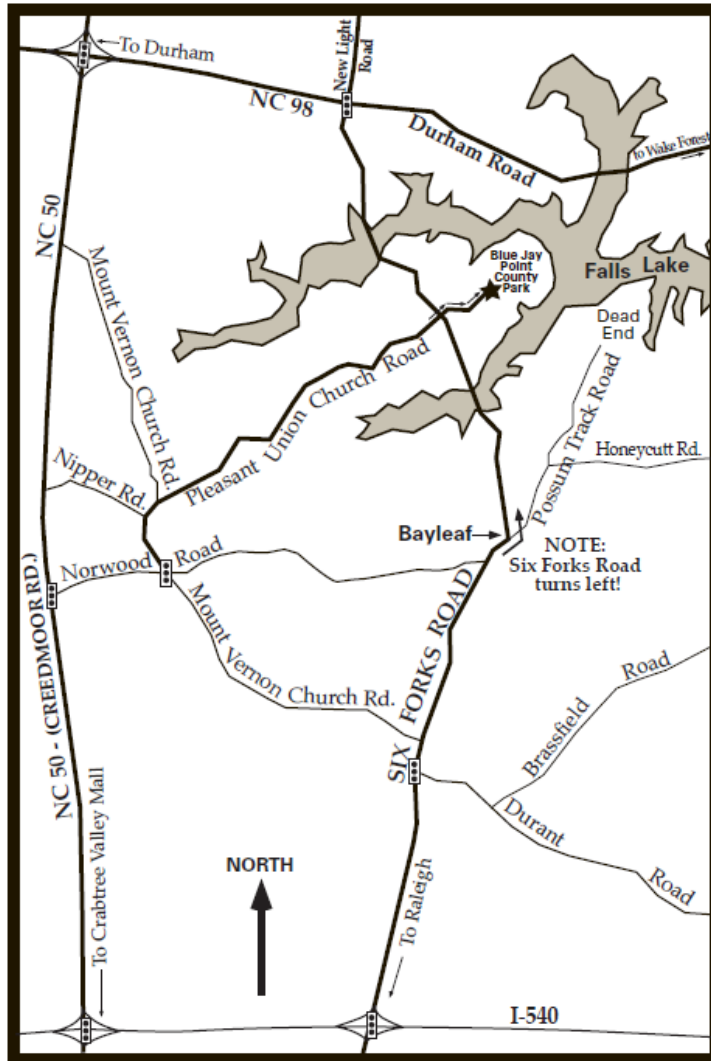 To Durham
New Light
Road
NC 98
Durham Road
to Wake Forest
NC 50
Mount Vernon
Church Rd.
Blue Jay
Point
County
Park
Falls Lake
Dead
End
Pleasant Union Church Road
Possum Track Road
Honeycutt Rd.
Nipper Rd.
Bayleaf
NOTE:
Six Forks Road
turns left!
Norwood Road
NC 50 - (CREEDMOOR RD.)
Mount Vernon
Church Rd.
SIX FORKS ROAD
Brassfield Road
Durant Road
To Crabtree Valley Mall
NORTH
To Raleigh
I-540